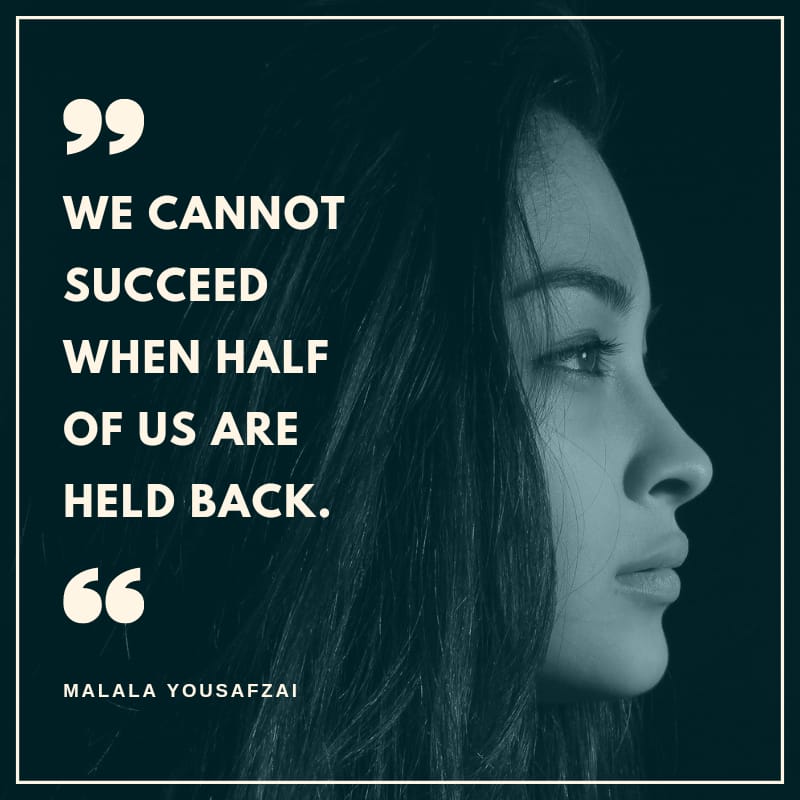 ”
WE CANNOT
SUCCEED
WHEN HALF
OF US ARE
HELD BACK.
“
MALALA YOUSAFZAI